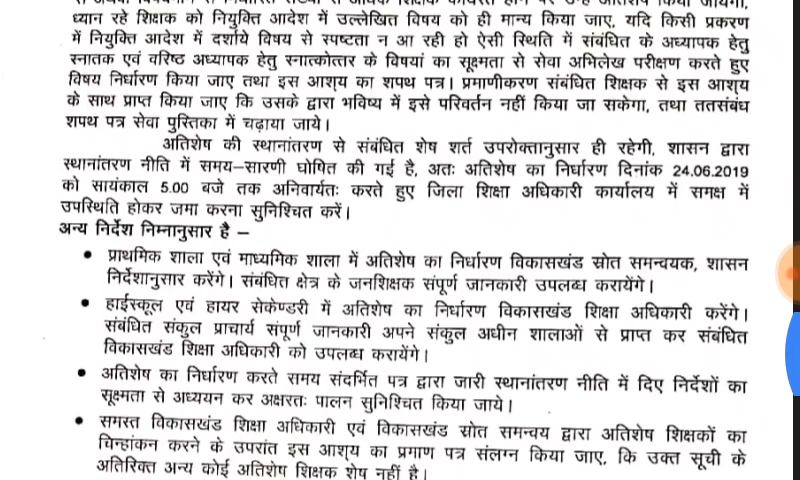 ध्यान रहे शिक्षक को नियुक्ति आदेश में उल्लेखित विषय को ही मान्य किया जाए, यदि किसी प्रकरण
में नियुक्ति आदेश में दर्शाये विषय से स्पष्टता न आ रही हो ऐसी स्थिति में संबंधित के अध्यापक हेतु
स्नातक एवं वरिष्ठ अध्यापक हेतु स्नात्कोत्तर के विषयां का सूक्ष्मता से सेवा अभिलेख परीक्षण करते हुए
विषय निर्धारण किया जाए तथा इस आशय का शपथ पत्र। प्रमाणीकरण संबंधित शिक्षक से इस आश्य
के साथ प्राप्त किया जाए कि उसके द्वारा भविष्य में इसे परिवर्तन नहीं किया जा सकेगा, तथा ततसंबंध
शपथ पत्र सेवा पुस्तिका में चढ़ाया जाये।
अतिशेष की स्थानांतरण से संबंधित शेष शर्त उपरोक्तानुसार ही रहेगी, शासन द्वारा
स्थानांतरण नीति में समय–सारणी घोषित की गई है, अतः अतिशेष का निर्धारण दिनांक 24.06.2019
को सायंकाल 5.00 बजे तक अनिवार्यतः करते हुए जिला शिक्षा अधिकारी कार्यालय में समक्ष में
उपस्थिति होकर जमा करना सुनिश्चित करें।
अन्य निर्देश निम्नानुसार है –
• प्राथमिक शाला एवं माध्यमिक शाला में अतिशेष का निर्धारण विकासखंड स्रोत समन्वयक, शासन
निर्देशानुसार करेंगे। संबंधित क्षेत्र के जनशिक्षक संपूर्ण जानकारी उपलब्ध करायेंगे।
• हाईस्कूल एवं हायर सेकेण्डरी में अतिशेष का निर्धारण विकासखंड शिक्षा अधिकारी करेंगे।
संबंधित संकुल प्राचार्य संपूर्ण जानकारी अपने संकुल अधीन शालाओं से प्राप्त कर संबंधित
विकासखंड शिक्षा अधिकारी को उपलब्ध करायेंगे।
• अतिशेष का निर्धारण करते समय संदर्भित पत्र द्वारा जारी स्थानांतरण नीति में दिए निर्देशों का
सूक्ष्मता से अध्ययन कर अक्षरतः पालन सुनिश्चित किया जाये।
• समस्त विकासखंड शिक्षा अधिकारी एवं विकासखंड स्रोत समन्वय द्वारा अतिशेष शिक्षकों का
चिन्हांकन करने के उपरांत इस आश्य का प्रमाण पत्र संलग्न किया जाए, कि उक्त सूची के
अतिरिक्त अन्य कोई अतिशेष शिक्षक शेष नहीं है।